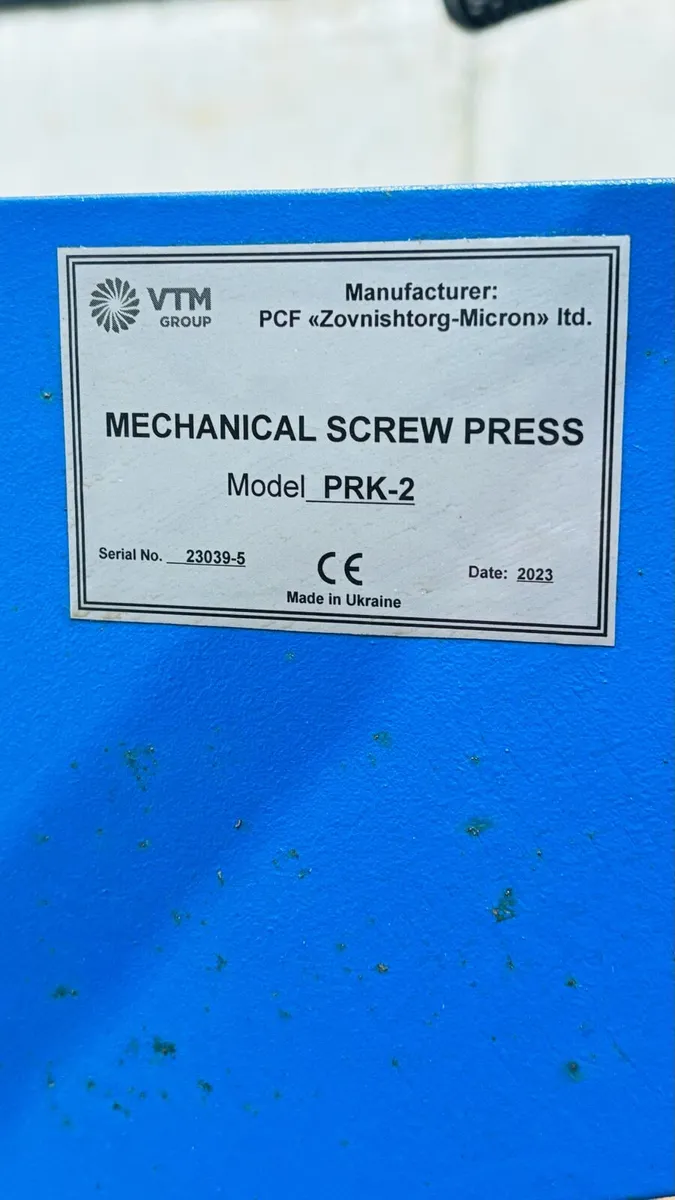 VTM
GROUP
Manufacturer:
PCF «Zovnishtorg-Micron» ltd.
MECHANICAL SCREW PRESS
Model PRK-2
Serial No. 23039-5
CE
Date: 2023
Made in Ukraine